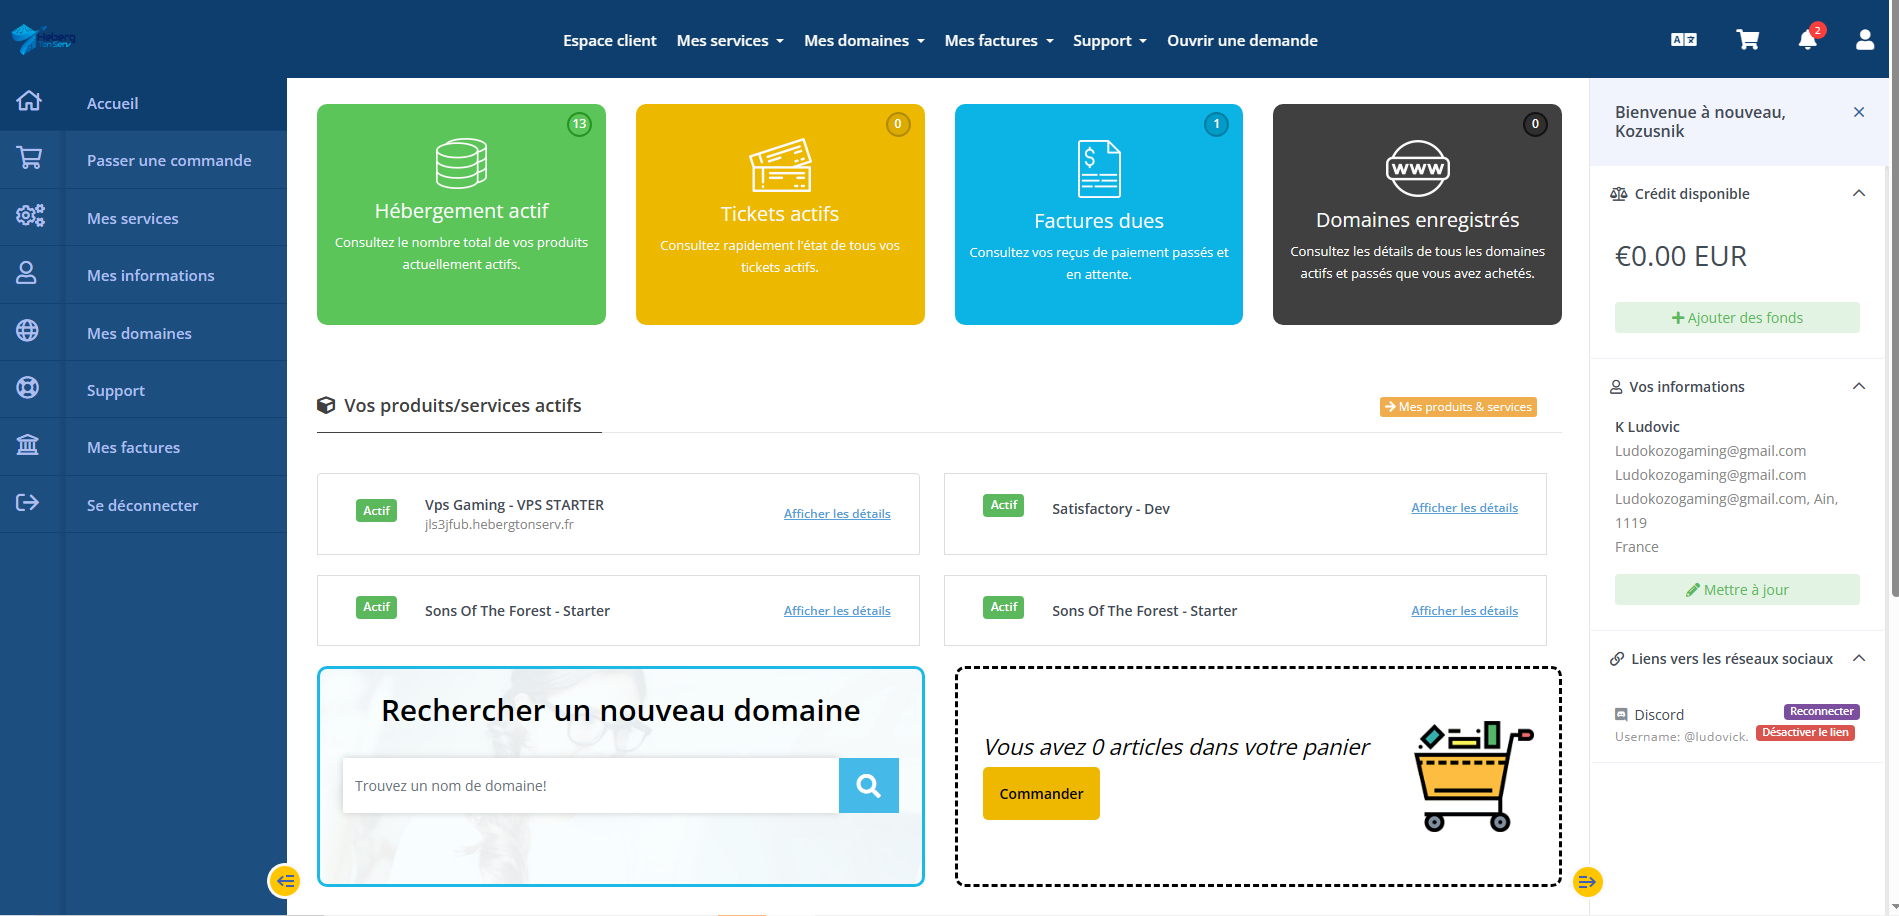 Heberg
TonServ
Espace client
Mes services
Mes domaines
Mes factures
Support
Ouvrir une demande
2
Accueil
Passer une commande
Mes services
Mes informations
Mes domaines
Support
Mes factures
Se déconnecter
13
Hébergement actif
Consultez le nombre total de vos produits
actuellement actifs.
0
Tickets actifs
Consultez rapidement l'état de tous vos
tickets actifs.
1
Factures dues
Consultez vos reçus de paiement passés et
en attente.
0
WWW
Domaines enregistrés
Consultez les détails de tous les domaines
actifs et passés que vous avez achetés.
Vos produits/services actifs
Mes produits & services
Actif
Vps Gaming - VPS STARTER
jls3jfub.hebergtonserv.fr
Afficher les détails
Actif
Satisfactory - Dev
Afficher les détails
Actif
Sons Of The Forest - Starter
Afficher les détails
Actif
Sons Of The Forest - Starter
Afficher les détails
Rechercher un nouveau domaine
Trouvez un nom de domaine!
Vous avez 0 articles dans votre panier
Commander
Bienvenue à nouveau,
Kozusnik
Crédit disponible
€0.00 EUR
Ajouter des fonds
Vos informations
K Ludovic
Ludokozogaming@gmail.com
Ludokozogaming@gmail.com
Ludokozogaming@gmail.com, Ain,
1119
France
Mettre à jour
Liens vers les réseaux sociaux
Discord
Reconnecter
Username: @ludovick.
Désactiver le lien